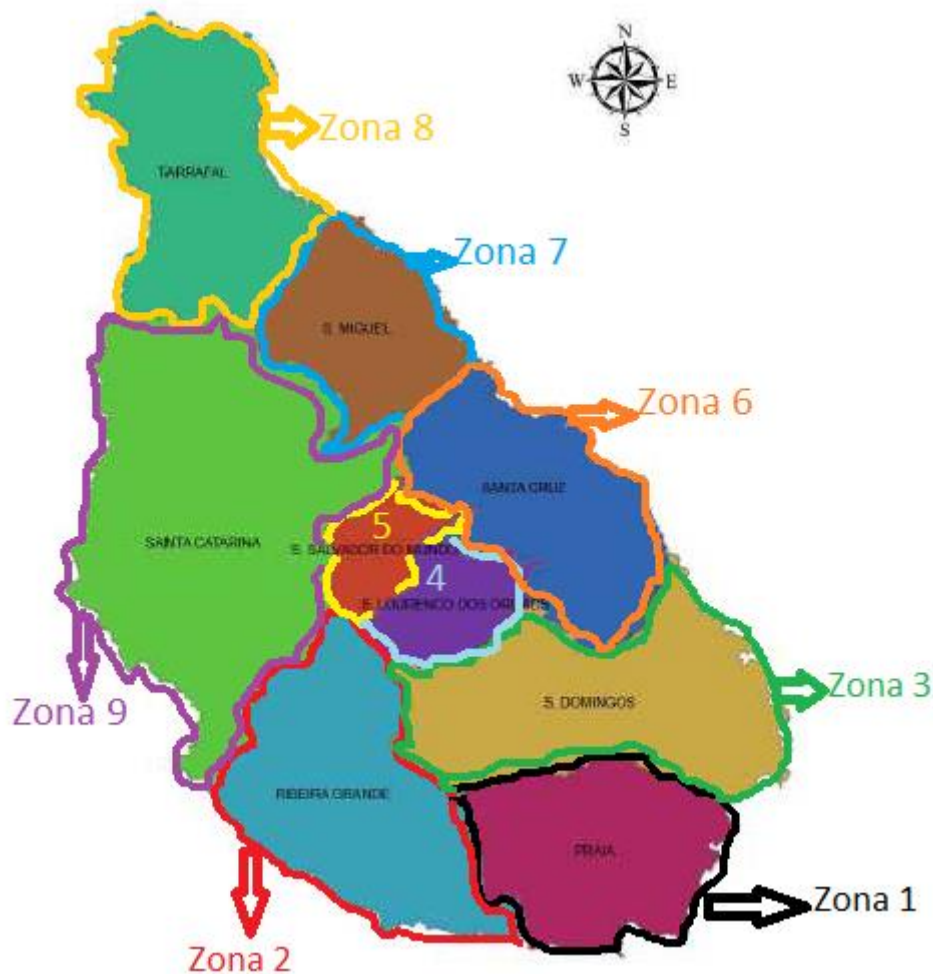 N
W E
S
Zona 8
TARRAFAL
Zona 7
S. MIGUEL
Zona 6
SANTA CRUZ
5
SANTA CATARINA
S. SALVADOR DO MUNDO
4
S. LOURENCO DOS ORGAOS
Zona 3
Zona 9
S. DOMINGOS
RIBEIRA GRANDE
PRAIA
Zona 1
Zona 2